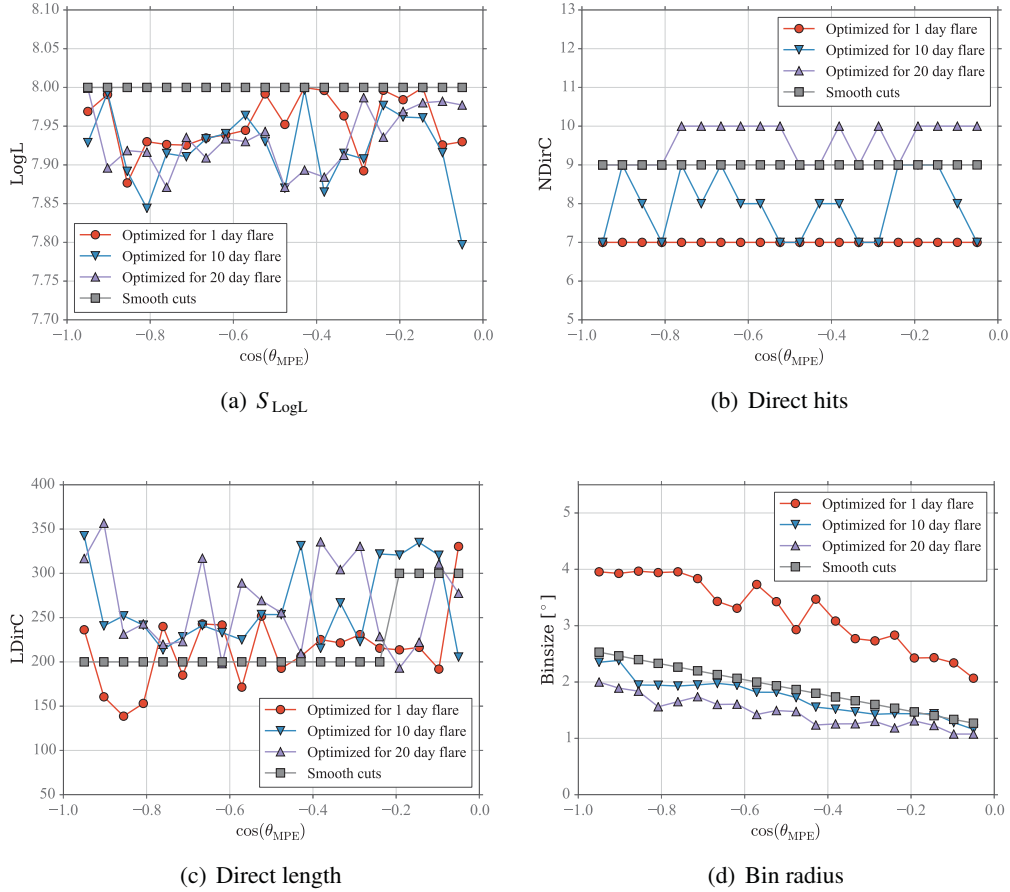 8.10
8.05
8.00
7.95
7.90
7.85
7.80
7.75
7.70
LogL
Optimized for 1 day flare
Optimized for 10 day flare
Optimized for 20 day flare
Smooth cuts
−1.0 −0.8 −0.6 −0.4 −0.2 0.0
cos(θMPE)
(a) SLogL
13
12
11
10
9
8
7
6
5
NDirC
Optimized for 1 day flare
Optimized for 10 day flare
Optimized for 20 day flare
Smooth cuts
−1.0 −0.8 −0.6 −0.4 −0.2 0.0
cos(θMPE)
(b) Direct hits
400
350
300
250
200
150
100
50
LDirC
Optimized for 1 day flare
Optimized for 10 day flare
Optimized for 20 day flare
Smooth cuts
−1.0 −0.8 −0.6 −0.4 −0.2 0.0
cos(θMPE)
(c) Direct length
5
4
3
2
1
0
Binsize [ ° ]
Optimized for 1 day flare
Optimized for 10 day flare
Optimized for 20 day flare
Smooth cuts
−1.0 −0.8 −0.6 −0.4 −0.2 0.0
cos(θMPE)
(d) Bin radius